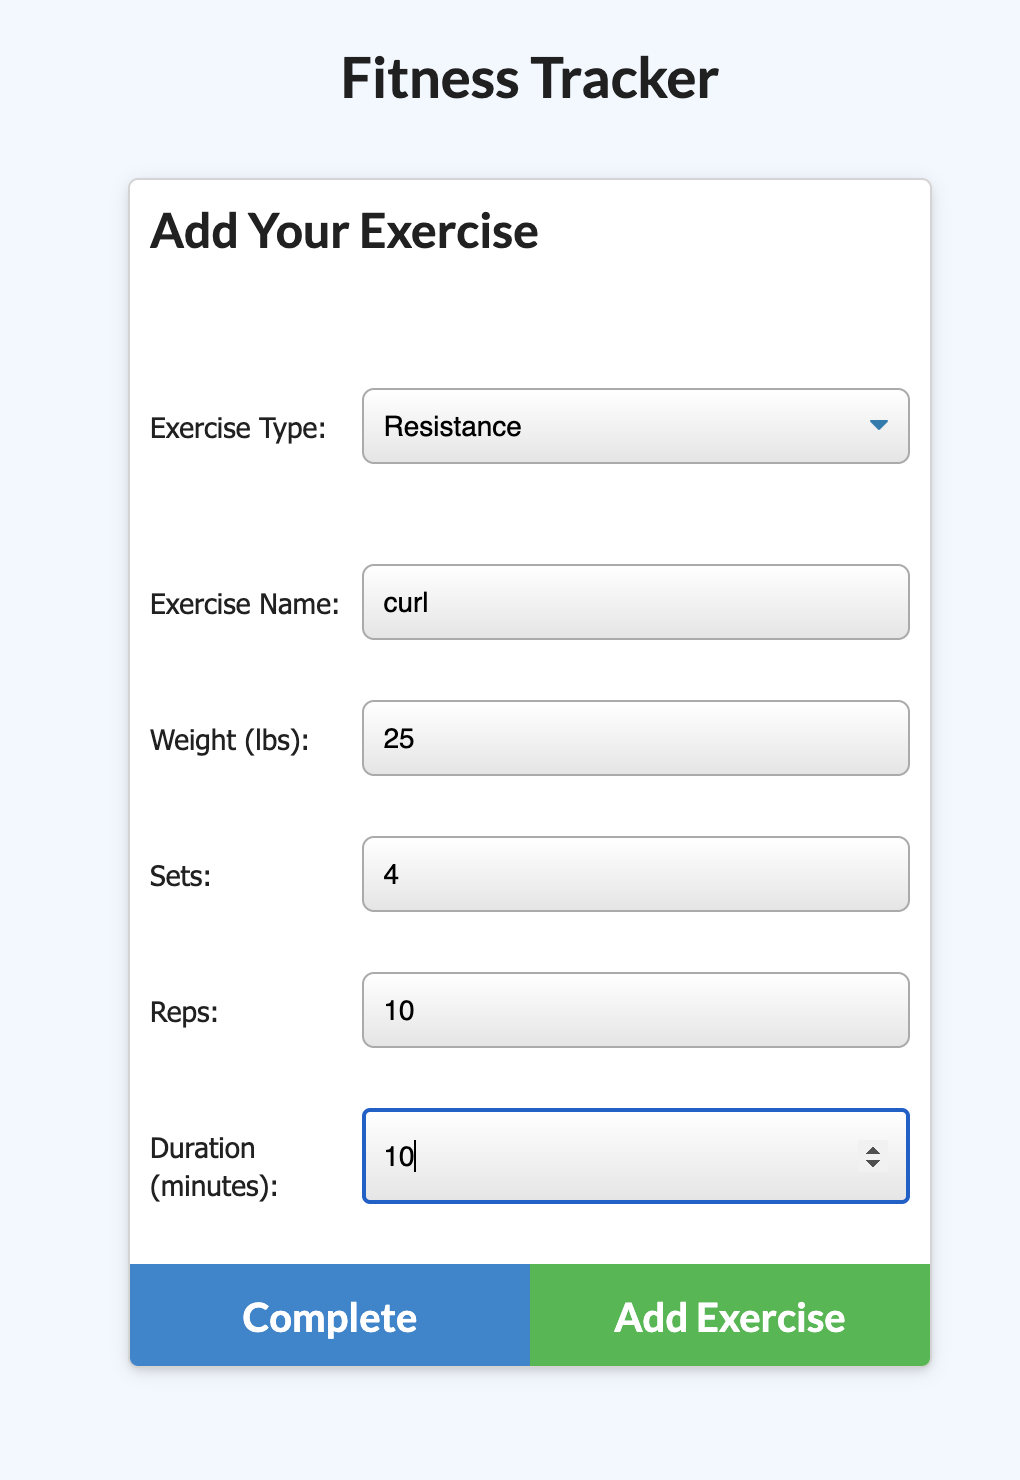 Fitness Tracker
Add Your Exercise
Exercise Type: Resistance
Exercise Name: curl
Weight (lbs): 25
Sets: 4
Reps: 10
Duration
(minutes): 10
Complete Add Exercise